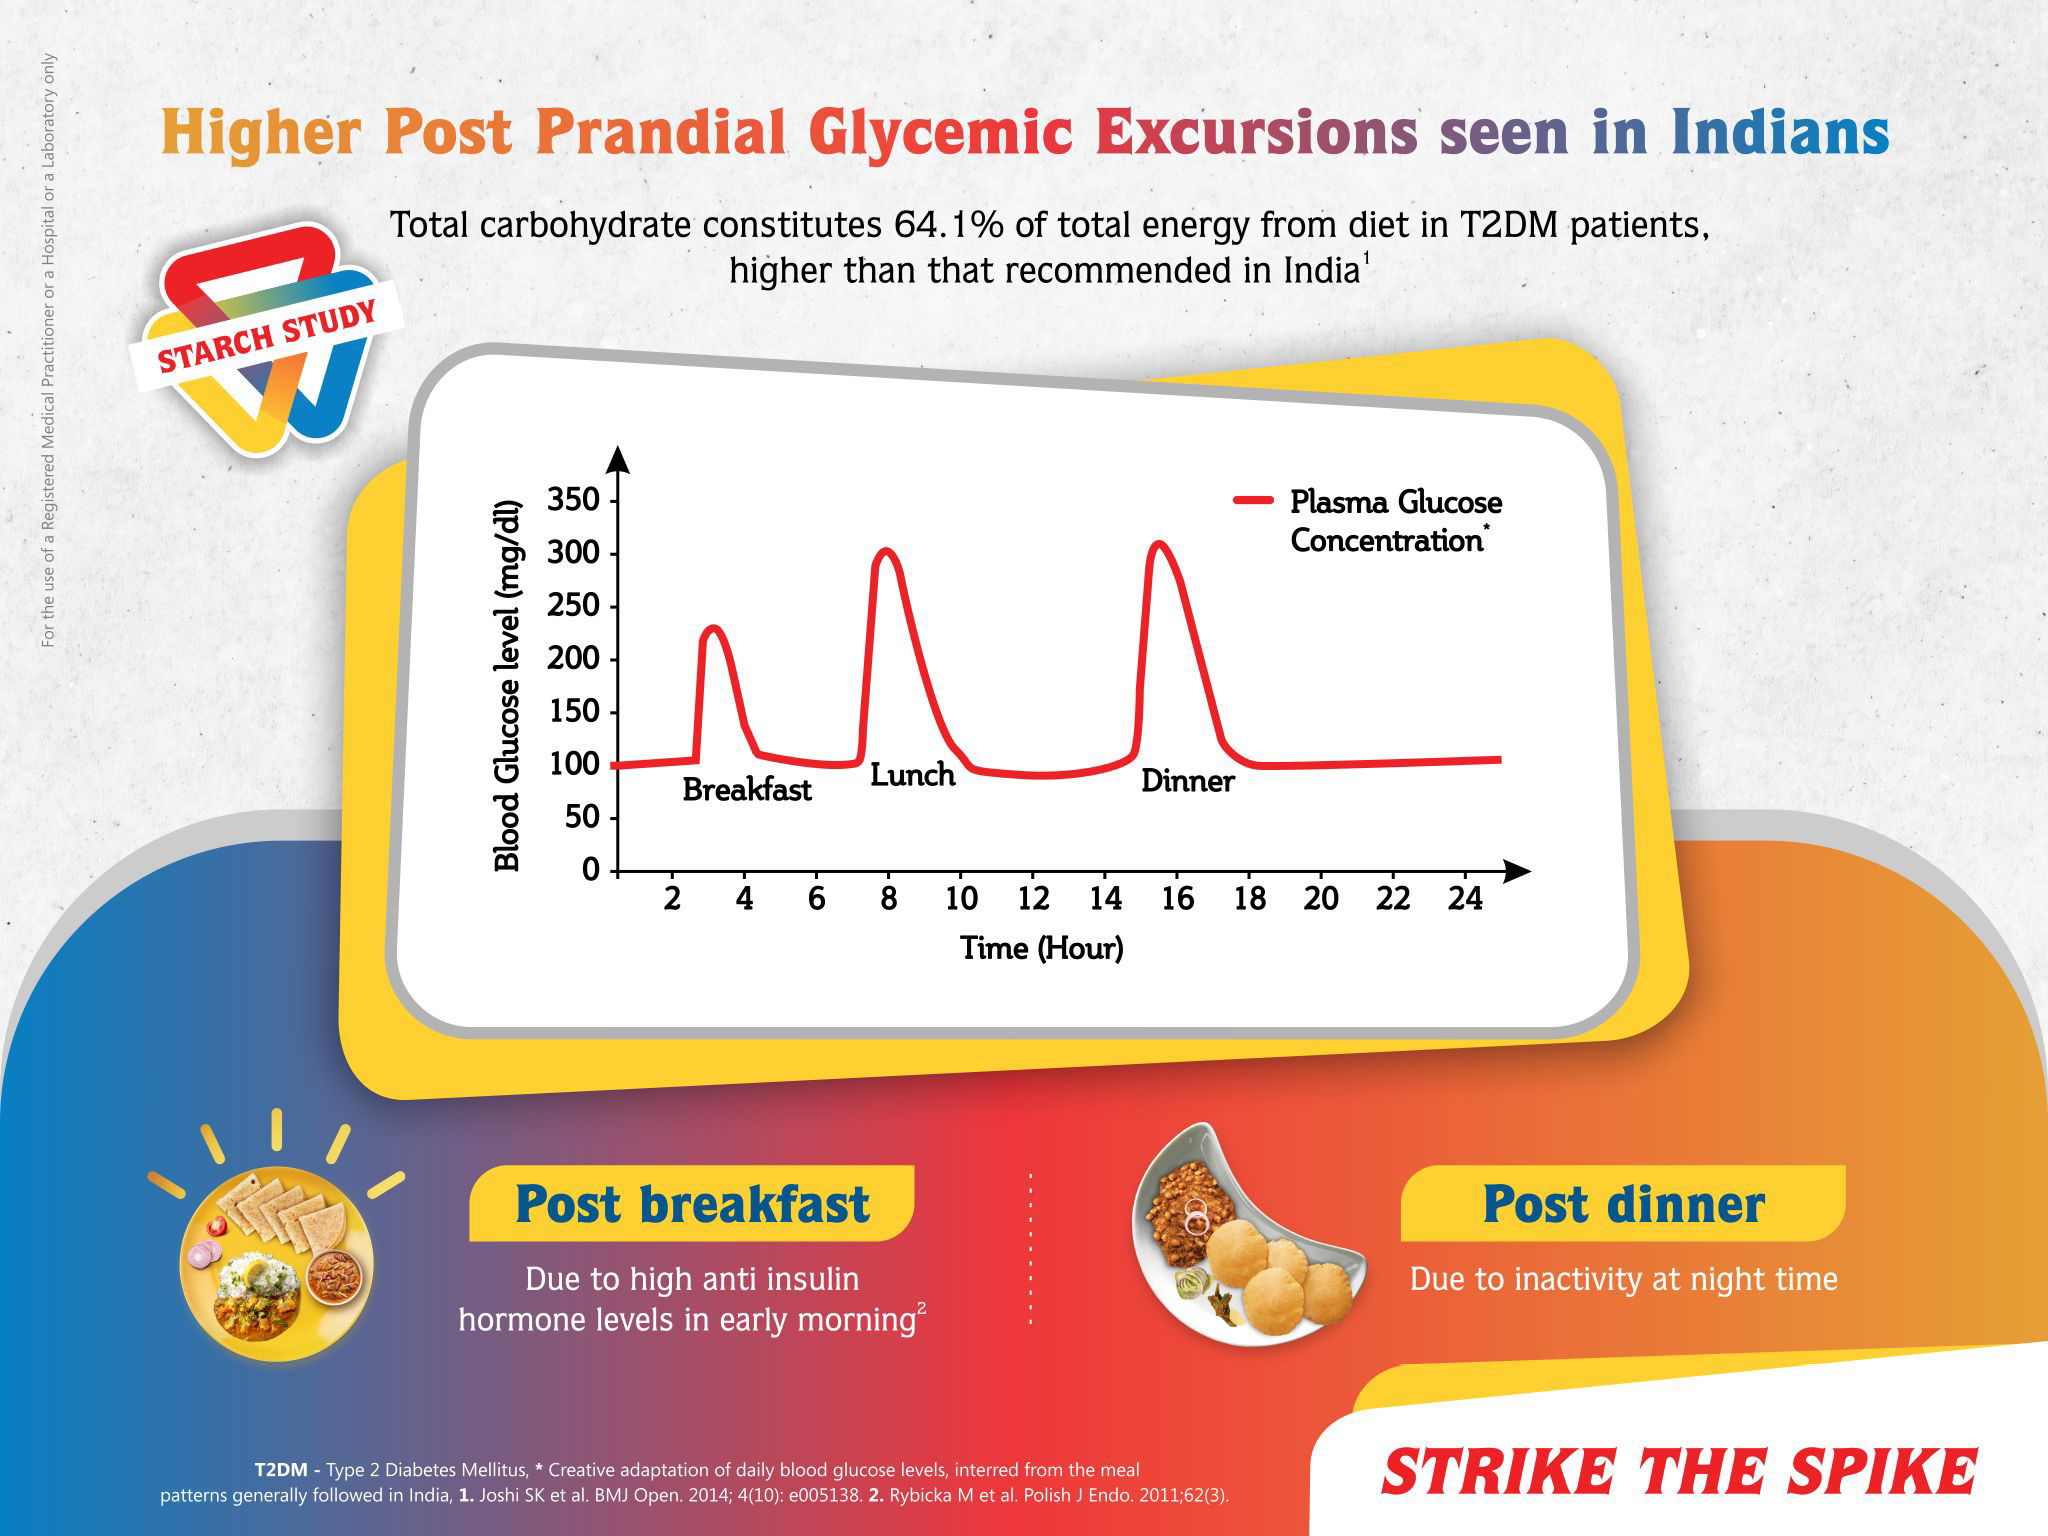 For the use of a Registered Medical Practitioner or a Hospital or a Laboratory only
Higher Post Prandial Glycemic Excursions seen in Indians
Total carbohydrate constitutes 64.1% of total energy from diet in T2DM patients,
higher than that recommended in India1
STARCH STUDY
Blood Glucose level (mg/dl)
350
300
250
200
150
100
50
0
Plasma Glucose
Concentration*
Breakfast
Lunch
Dinner
2 4 6 8 10 12 14 16 18 20 22 24
Time (Hour)
Post breakfast
Due to high anti insulin
hormone levels in early morning2
Post dinner
Due to inactivity at night time
T2DM - Type 2 Diabetes Mellitus, * Creative adaptation of daily blood glucose levels, interred from the meal
patterns generally followed in India, 1. Joshi SK et al. BMJ Open. 2014; 4(10): e005138. 2. Rybicka M et al. Polish J Endo. 2011;62(3).
STRIKE THE SPIKE